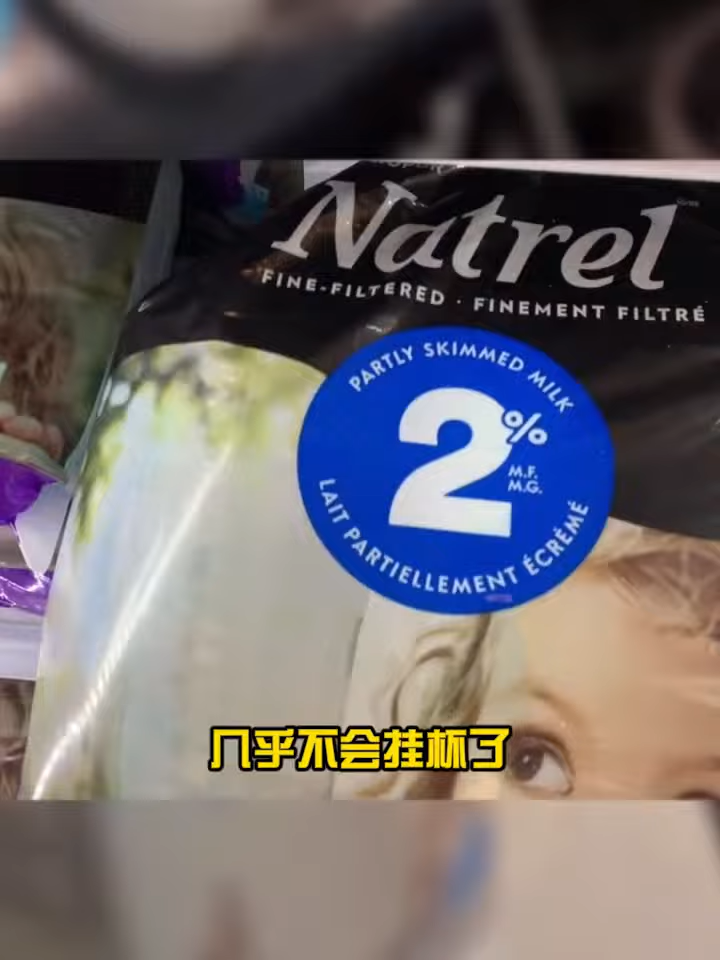 Natrel
FINE-FILTERED · FINEMENT FILTRÉ
PARTLY SKIMMED MILK
2%
M.F.
M.G.
LAIT PARTIELLEMENT ÉCRÉMÉ
几乎不会挂杯了